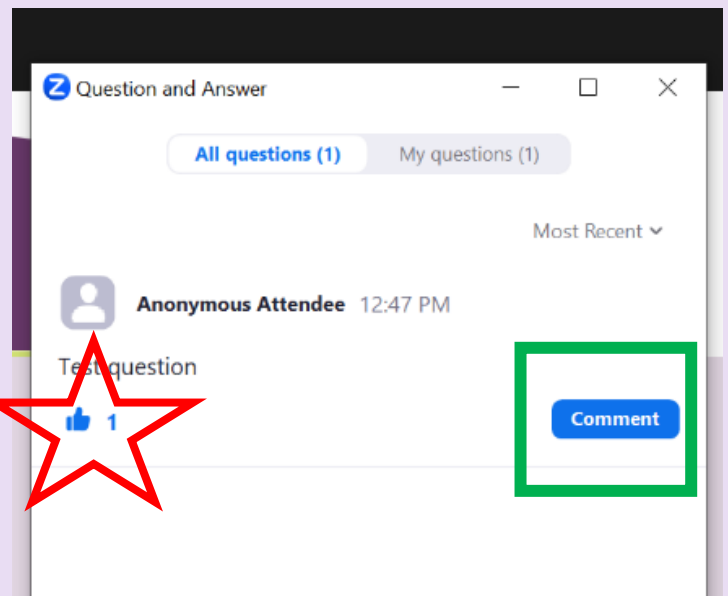 Question and Answer
All questions (1) My questions (1)
Most Recent
Anonymous Attendee 12:47 PM
Test question
1 Comment